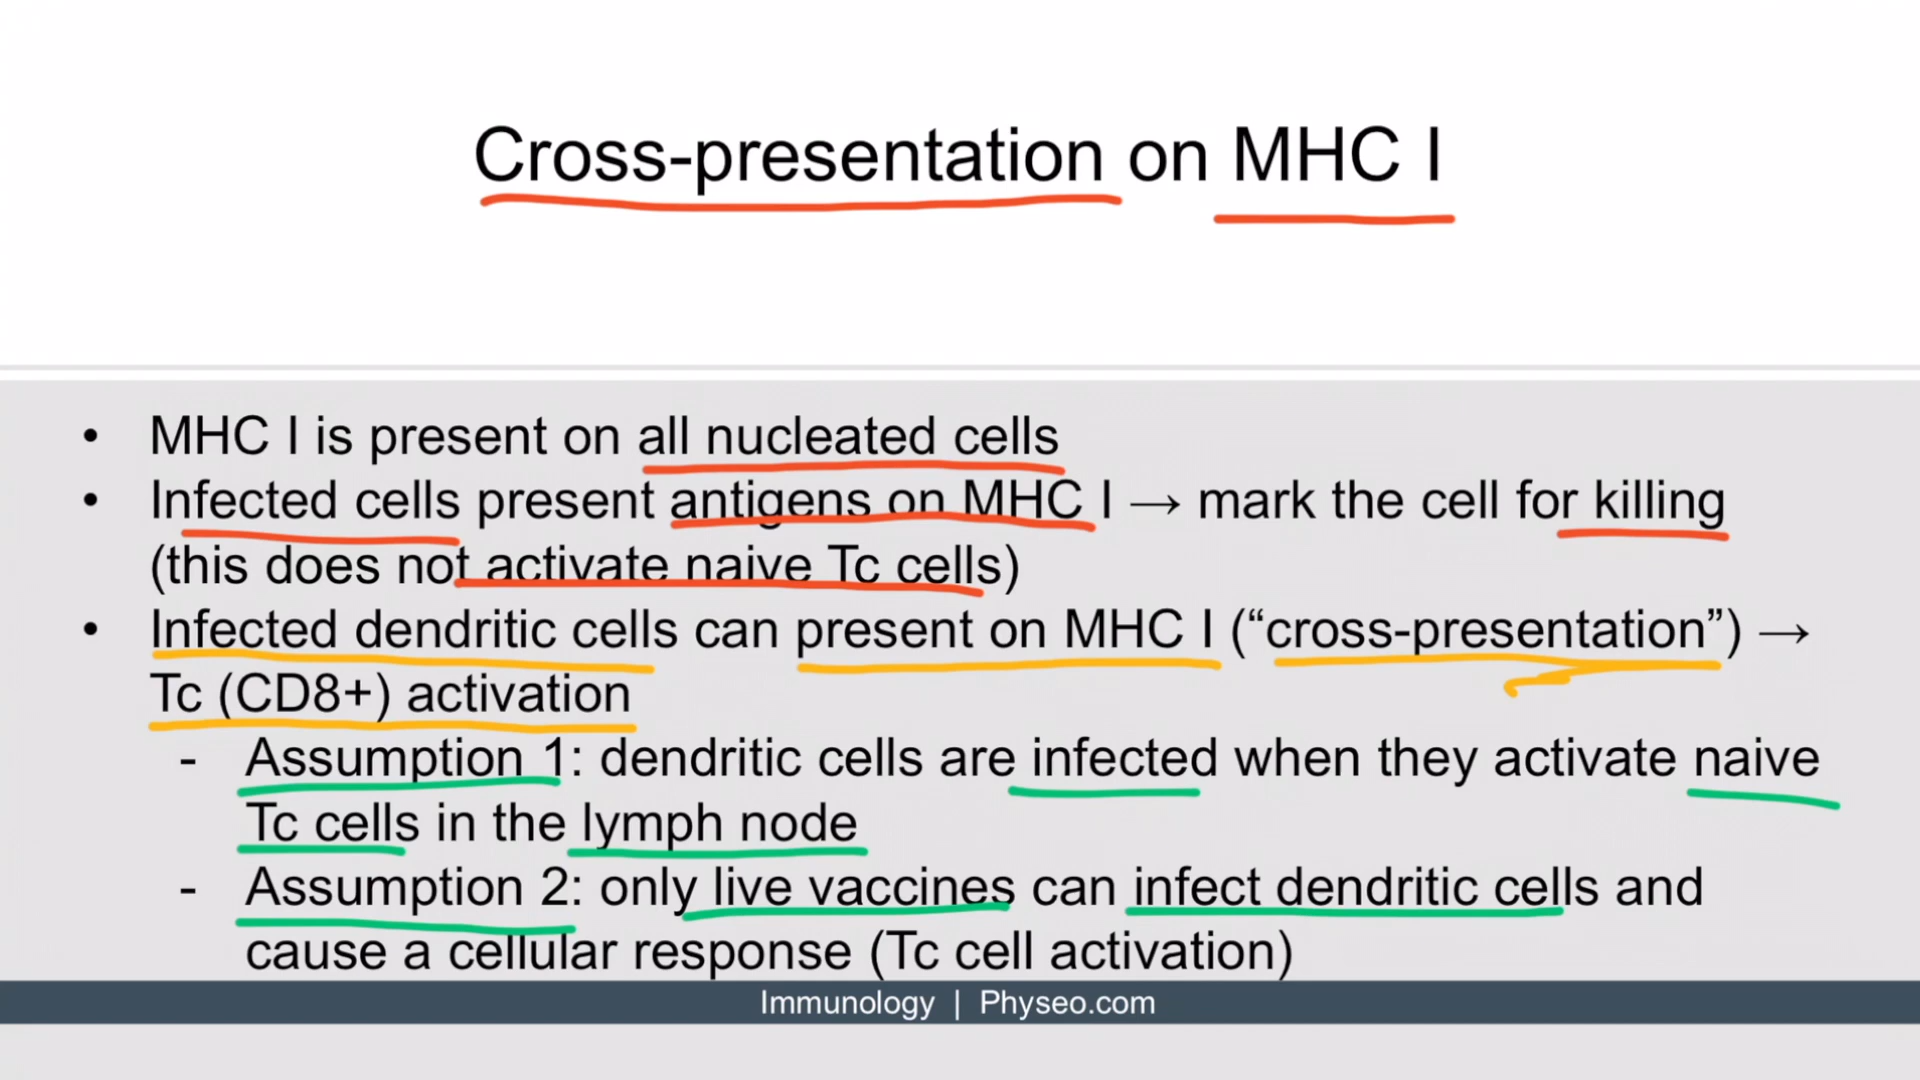 Cross-presentation on MHC I
• MHC I is present on all nucleated cells
• Infected cells present antigens on MHC I → mark the cell for killing
(this does not activate naive Tc cells)
• Infected dendritic cells can present on MHC I (“cross-presentation”) →
Tc (CD8+) activation
- Assumption 1: dendritic cells are infected when they activate naive
Tc cells in the lymph node
- Assumption 2: only live vaccines can infect dendritic cells and
cause a cellular response (Tc cell activation)
Immunology | Physeo.com